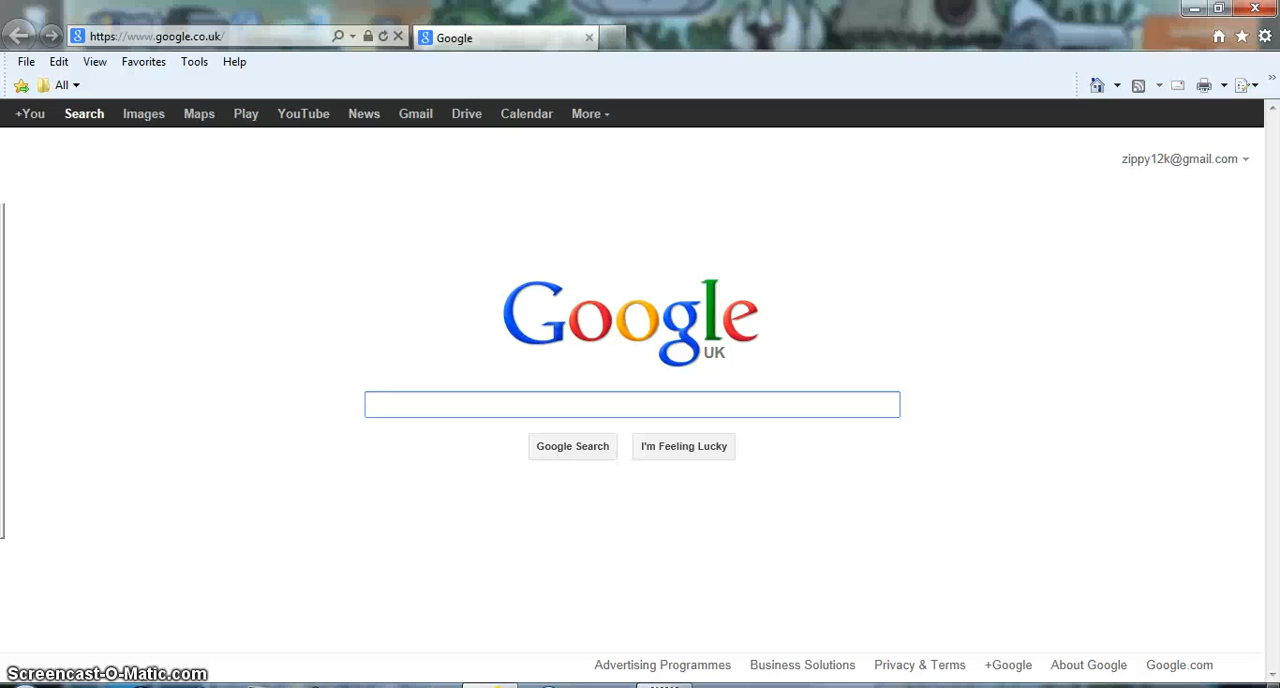 https://www.google.co.uk/
Google
File Edit View Favorites Tools Help
All
+You Search Images Maps Play YouTube News Gmail Drive Calendar More
zippy12k@gmail.com
Google
UK
Google Search I'm Feeling Lucky
Advertising Programmes Business Solutions Privacy & Terms +Google About Google Google.com
Screencast-O-Matic.com